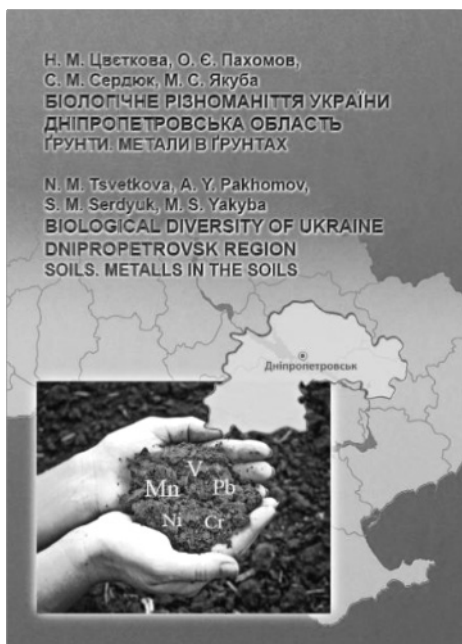 Н. М. Цвєткова, О. Є. Пахомов,
С. М. Сердюк, М. С. Якуба
БІОЛОГІЧНЕ РІЗНОМАНІТТЯ УКРАЇНИ
ДНІПРОПЕТРОВСЬКА ОБЛАСТЬ
ҐРУНТИ. МЕТАЛИ В ҐРУНТАХ
N. M. Tsvetkova, A. Y. Pakhomov,
S. M. Serdyuk, M. S. Yakyba
BIOLOGICAL DIVERSITY OF UKRAINE
DNIPROPETROVSK REGION
SOILS. METALLS IN THE SOILS
Дніпропетровськ
V
Mn Pb
Ni Cr